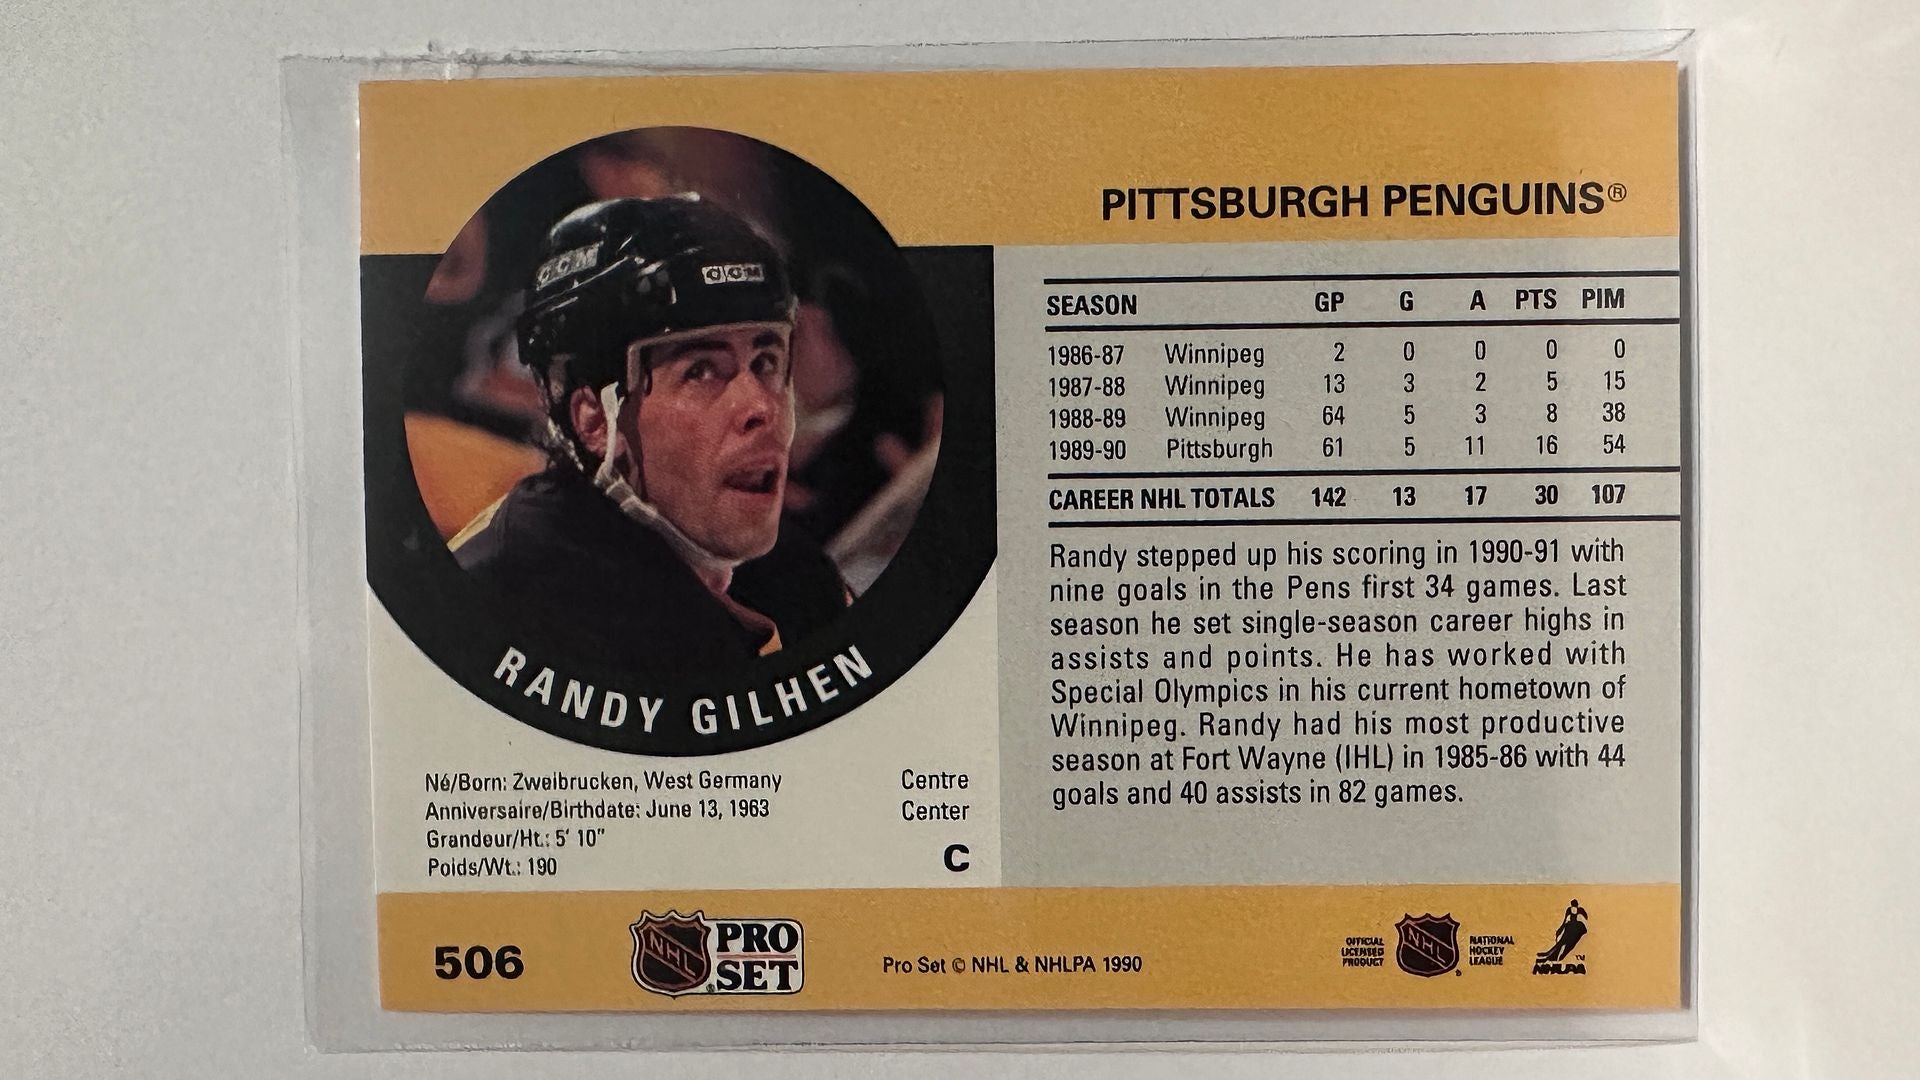 PITTSBURGH PENGUINS®
CCM
CCM
RANDY GILHEN
Né/Born: Zweibrucken, West Germany
Anniversaire/Birthdate: June 13, 1963
Grandeur/Ht.: 5' 10"
Poids/Wt.: 190
Centre
Center
C
SEASON GP G A PTS PIM
1986-87 Winnipeg 2 0 0 0 0
1987-88 Winnipeg 13 3 2 5 15
1988-89 Winnipeg 64 5 3 8 38
1989-90 Pittsburgh 61 5 11 16 54
CAREER NHL TOTALS 142 13 17 30 107
Randy stepped up his scoring in 1990-91 with
nine goals in the Pens first 34 games. Last
season he set single-season career highs in
assists and points. He has worked with
Special Olympics in his current hometown of
Winnipeg. Randy had his most productive
season at Fort Wayne (IHL) in 1985-86 with 44
goals and 40 assists in 82 games.
506
NHL
PRO
SET
®
Pro Set © NHL & NHLPA 1990
OFFICIAL
LICENSED
PRODUCT
NHL
NATIONAL
HOCKEY
LEAGUE
NHLPA™